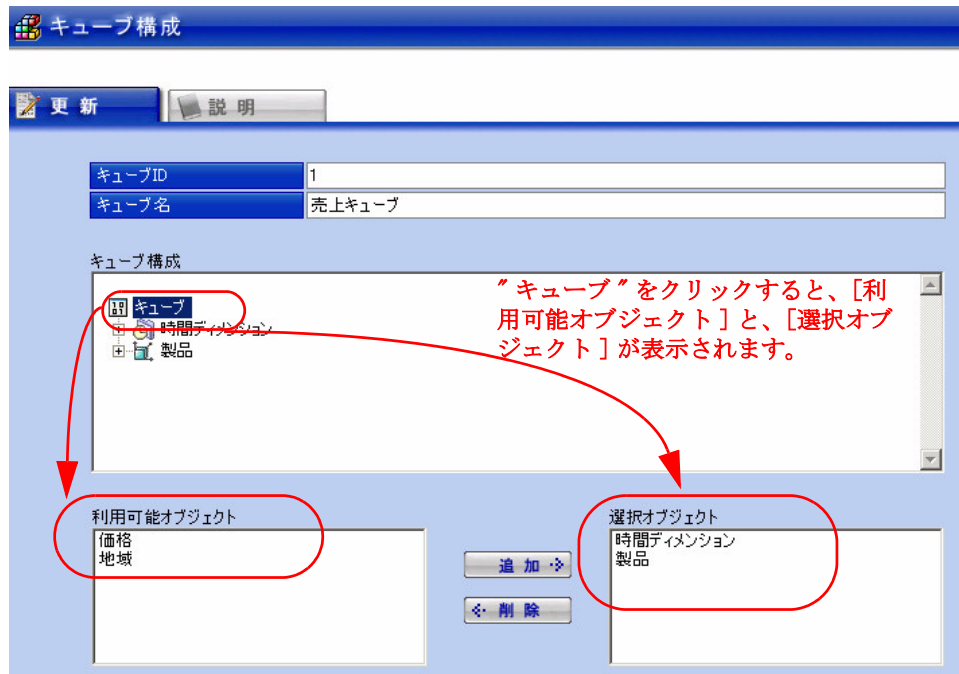 キューブ構成
更 新
説 明
キューブID
1
キューブ名
売上キューブ
キューブ構成
キューブ
時間ディメンション
製品
″キューブ″をクリックすると、[利
用可能オブジェクト]と、[選択オブ
ジェクト]が表示されます。
利用可能オブジェクト
価格
地域
追 加
削 除
選択オブジェクト
時間ディメンション
製品